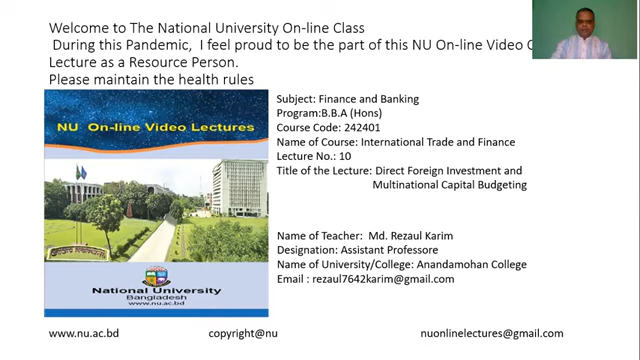 Welcome to The National University On-line Class
During this Pandemic, I feel proud to be the part of this NU On-line Video
Lecture as a Resource Person.
Please maintain the health rules
NU On-line Video Lectures
National University
Bangladesh
www.nu.ac.bd
Subject: Finance and Banking
Program:B.B.A (Hons)
Course Code: 242401
Name of Course: International Trade and Finance
Lecture No.: 10
Title of the Lecture: Direct Foreign Investment and
Multinational Capital Budgeting
Name of Teacher: Md. Rezaul Karim
Designation: Assistant Professore
Name of University/College: Anandamohan College
Email : rezaul7642karim@gmail.com
www.nu.ac.bd copyright@nu nuonlinelectures@gmail.com